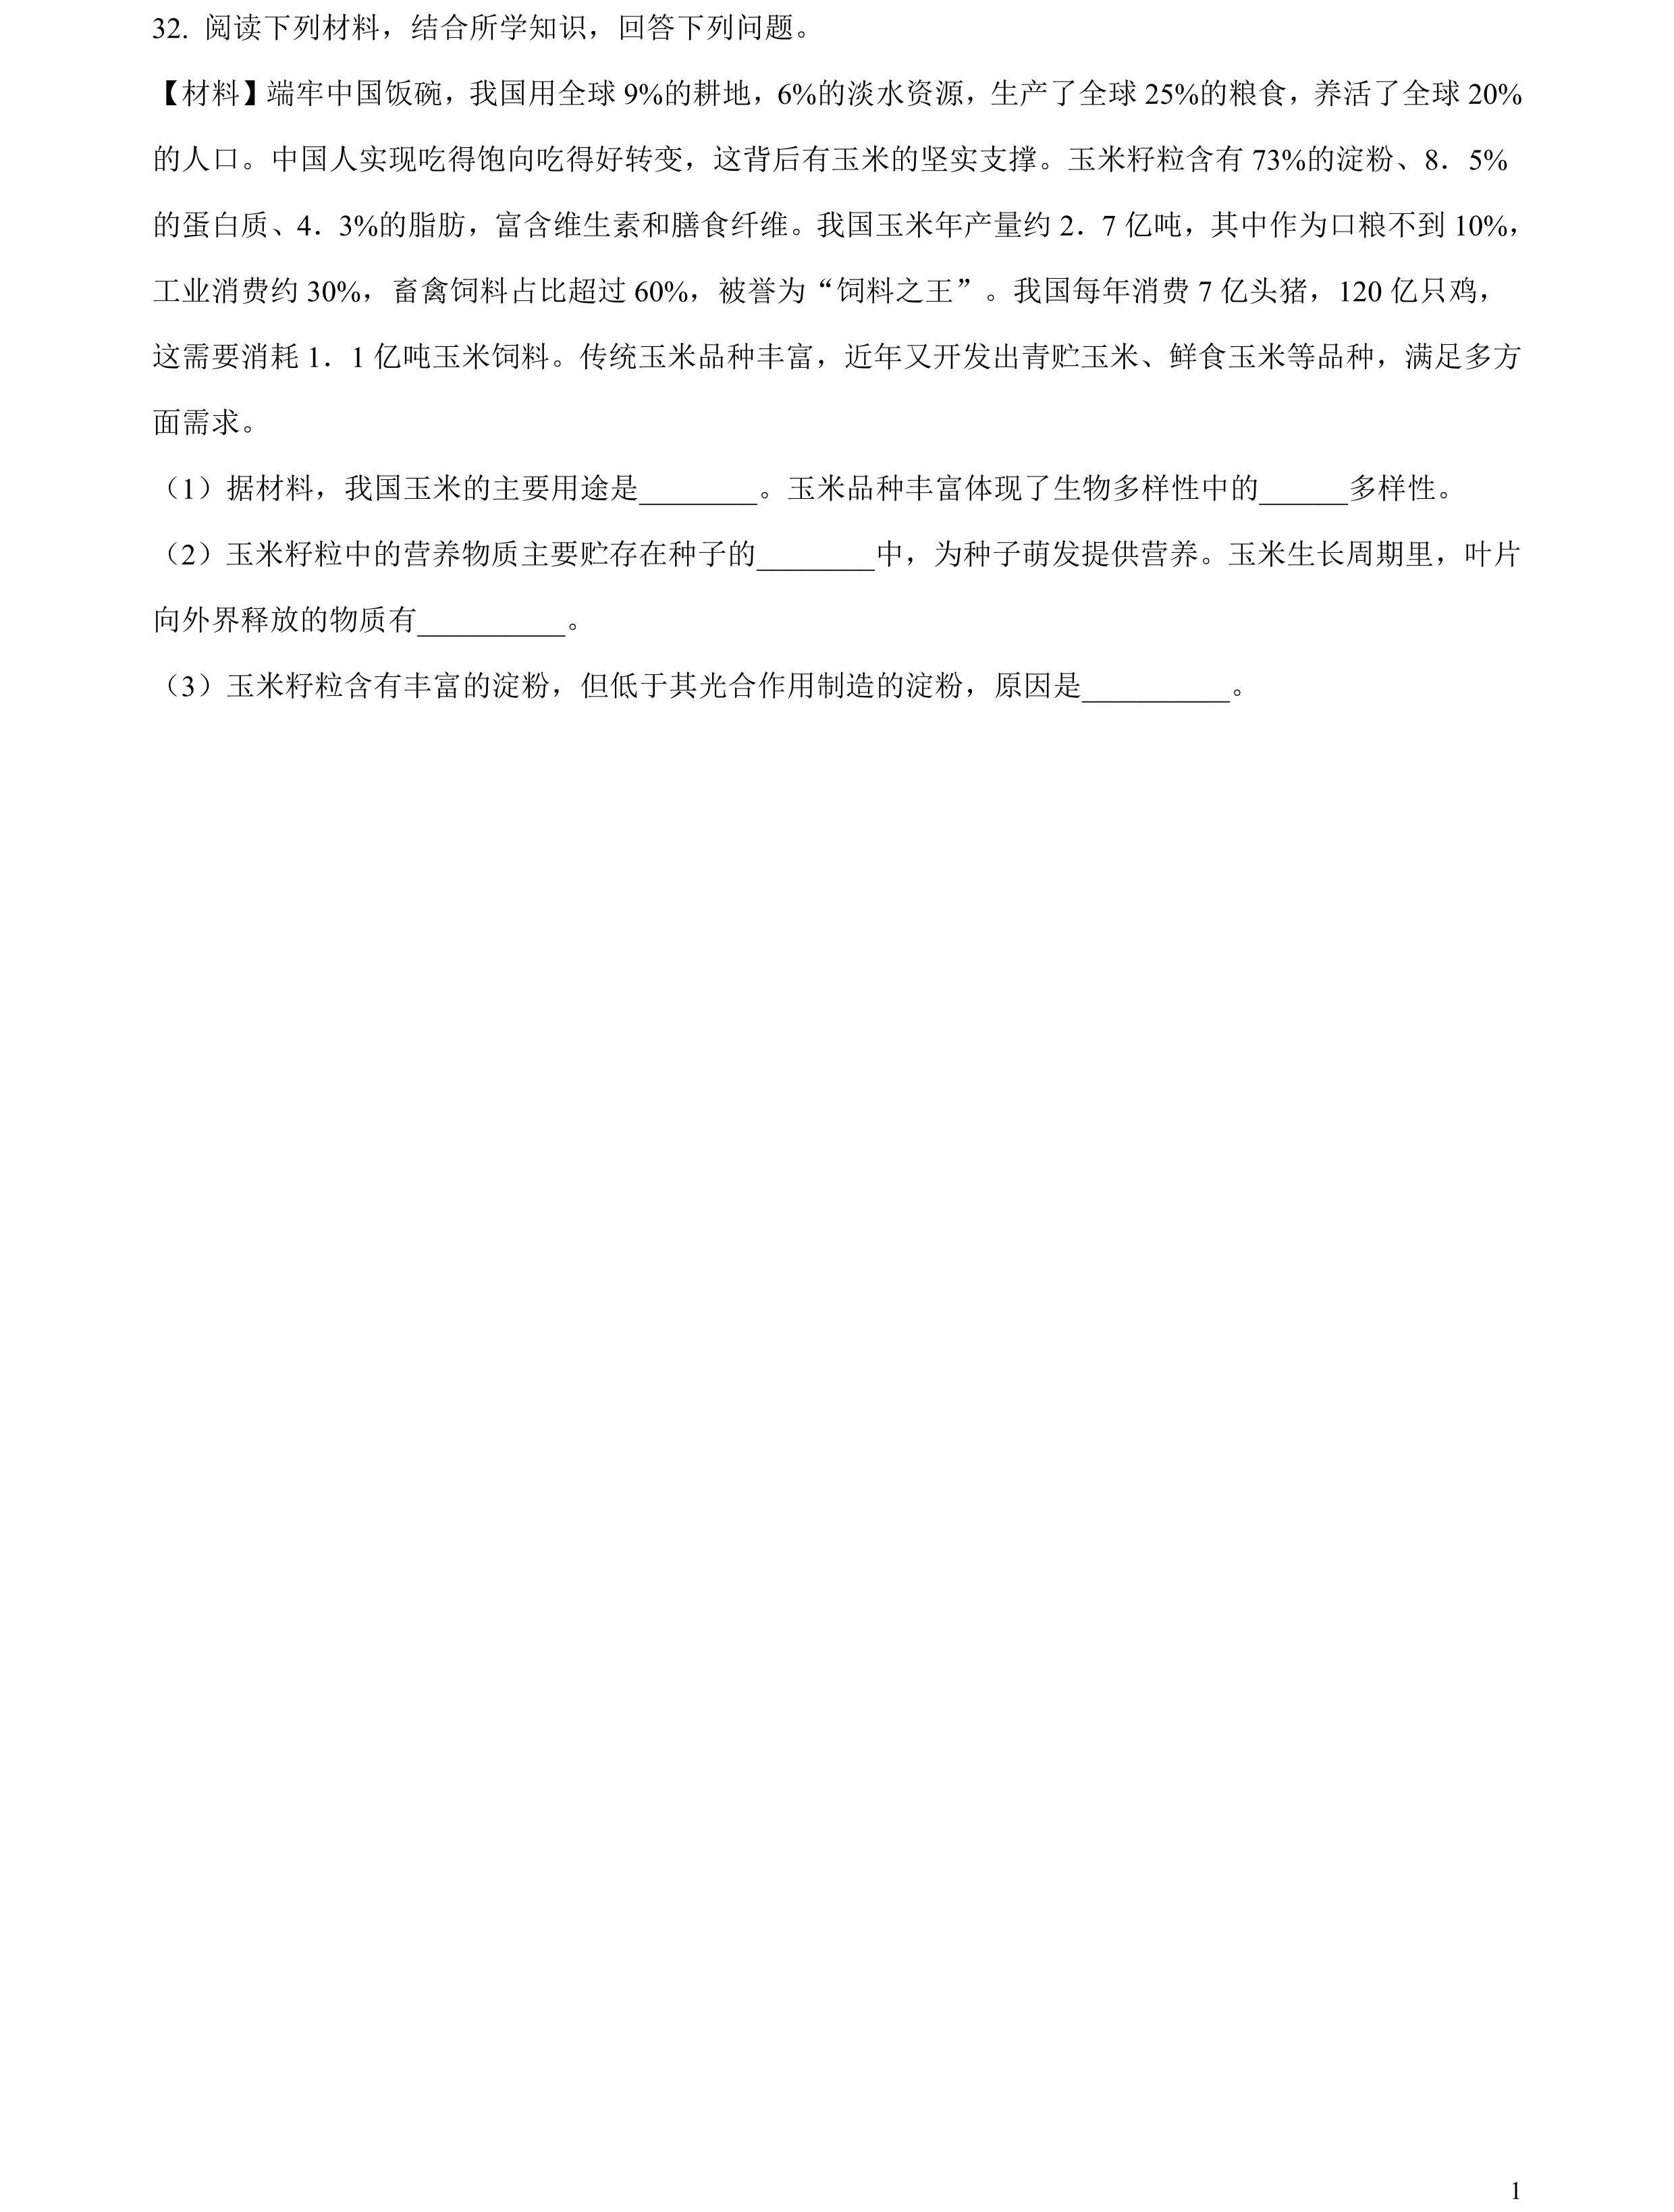 32. 阅读下列材料，结合所学知识，回答下列问题。
【材料】端牢中国饭碗，我国用全球 9%的耕地，6%的淡水资源，生产了全球 25%的粮食，养活了全球 20%
的人口。中国人实现吃得饱向吃得好转变，这背后有玉米的坚实支撑。玉米籽粒含有 73%的淀粉、8．5%
的蛋白质、4．3%的脂肪，富含维生素和膳食纤维。我国玉米年产量约 2．7 亿吨，其中作为口粮不到 10%，
工业消费约 30%，畜禽饲料占比超过 60%，被誉为“饲料之王”。我国每年消费 7 亿头猪，120 亿只鸡，
这需要消耗 1．1 亿吨玉米饲料。传统玉米品种丰富，近年又开发出青贮玉米、鲜食玉米等品种，满足多方
面需求。
（1）据材料，我国玉米的主要用途是________。玉米品种丰富体现了生物多样性中的______多样性。
（2）玉米籽粒中的营养物质主要贮存在种子的________中，为种子萌发提供营养。玉米生长周期里，叶片
向外界释放的物质有__________。
（3）玉米籽粒含有丰富的淀粉，但低于其光合作用制造的淀粉，原因是__________。
1